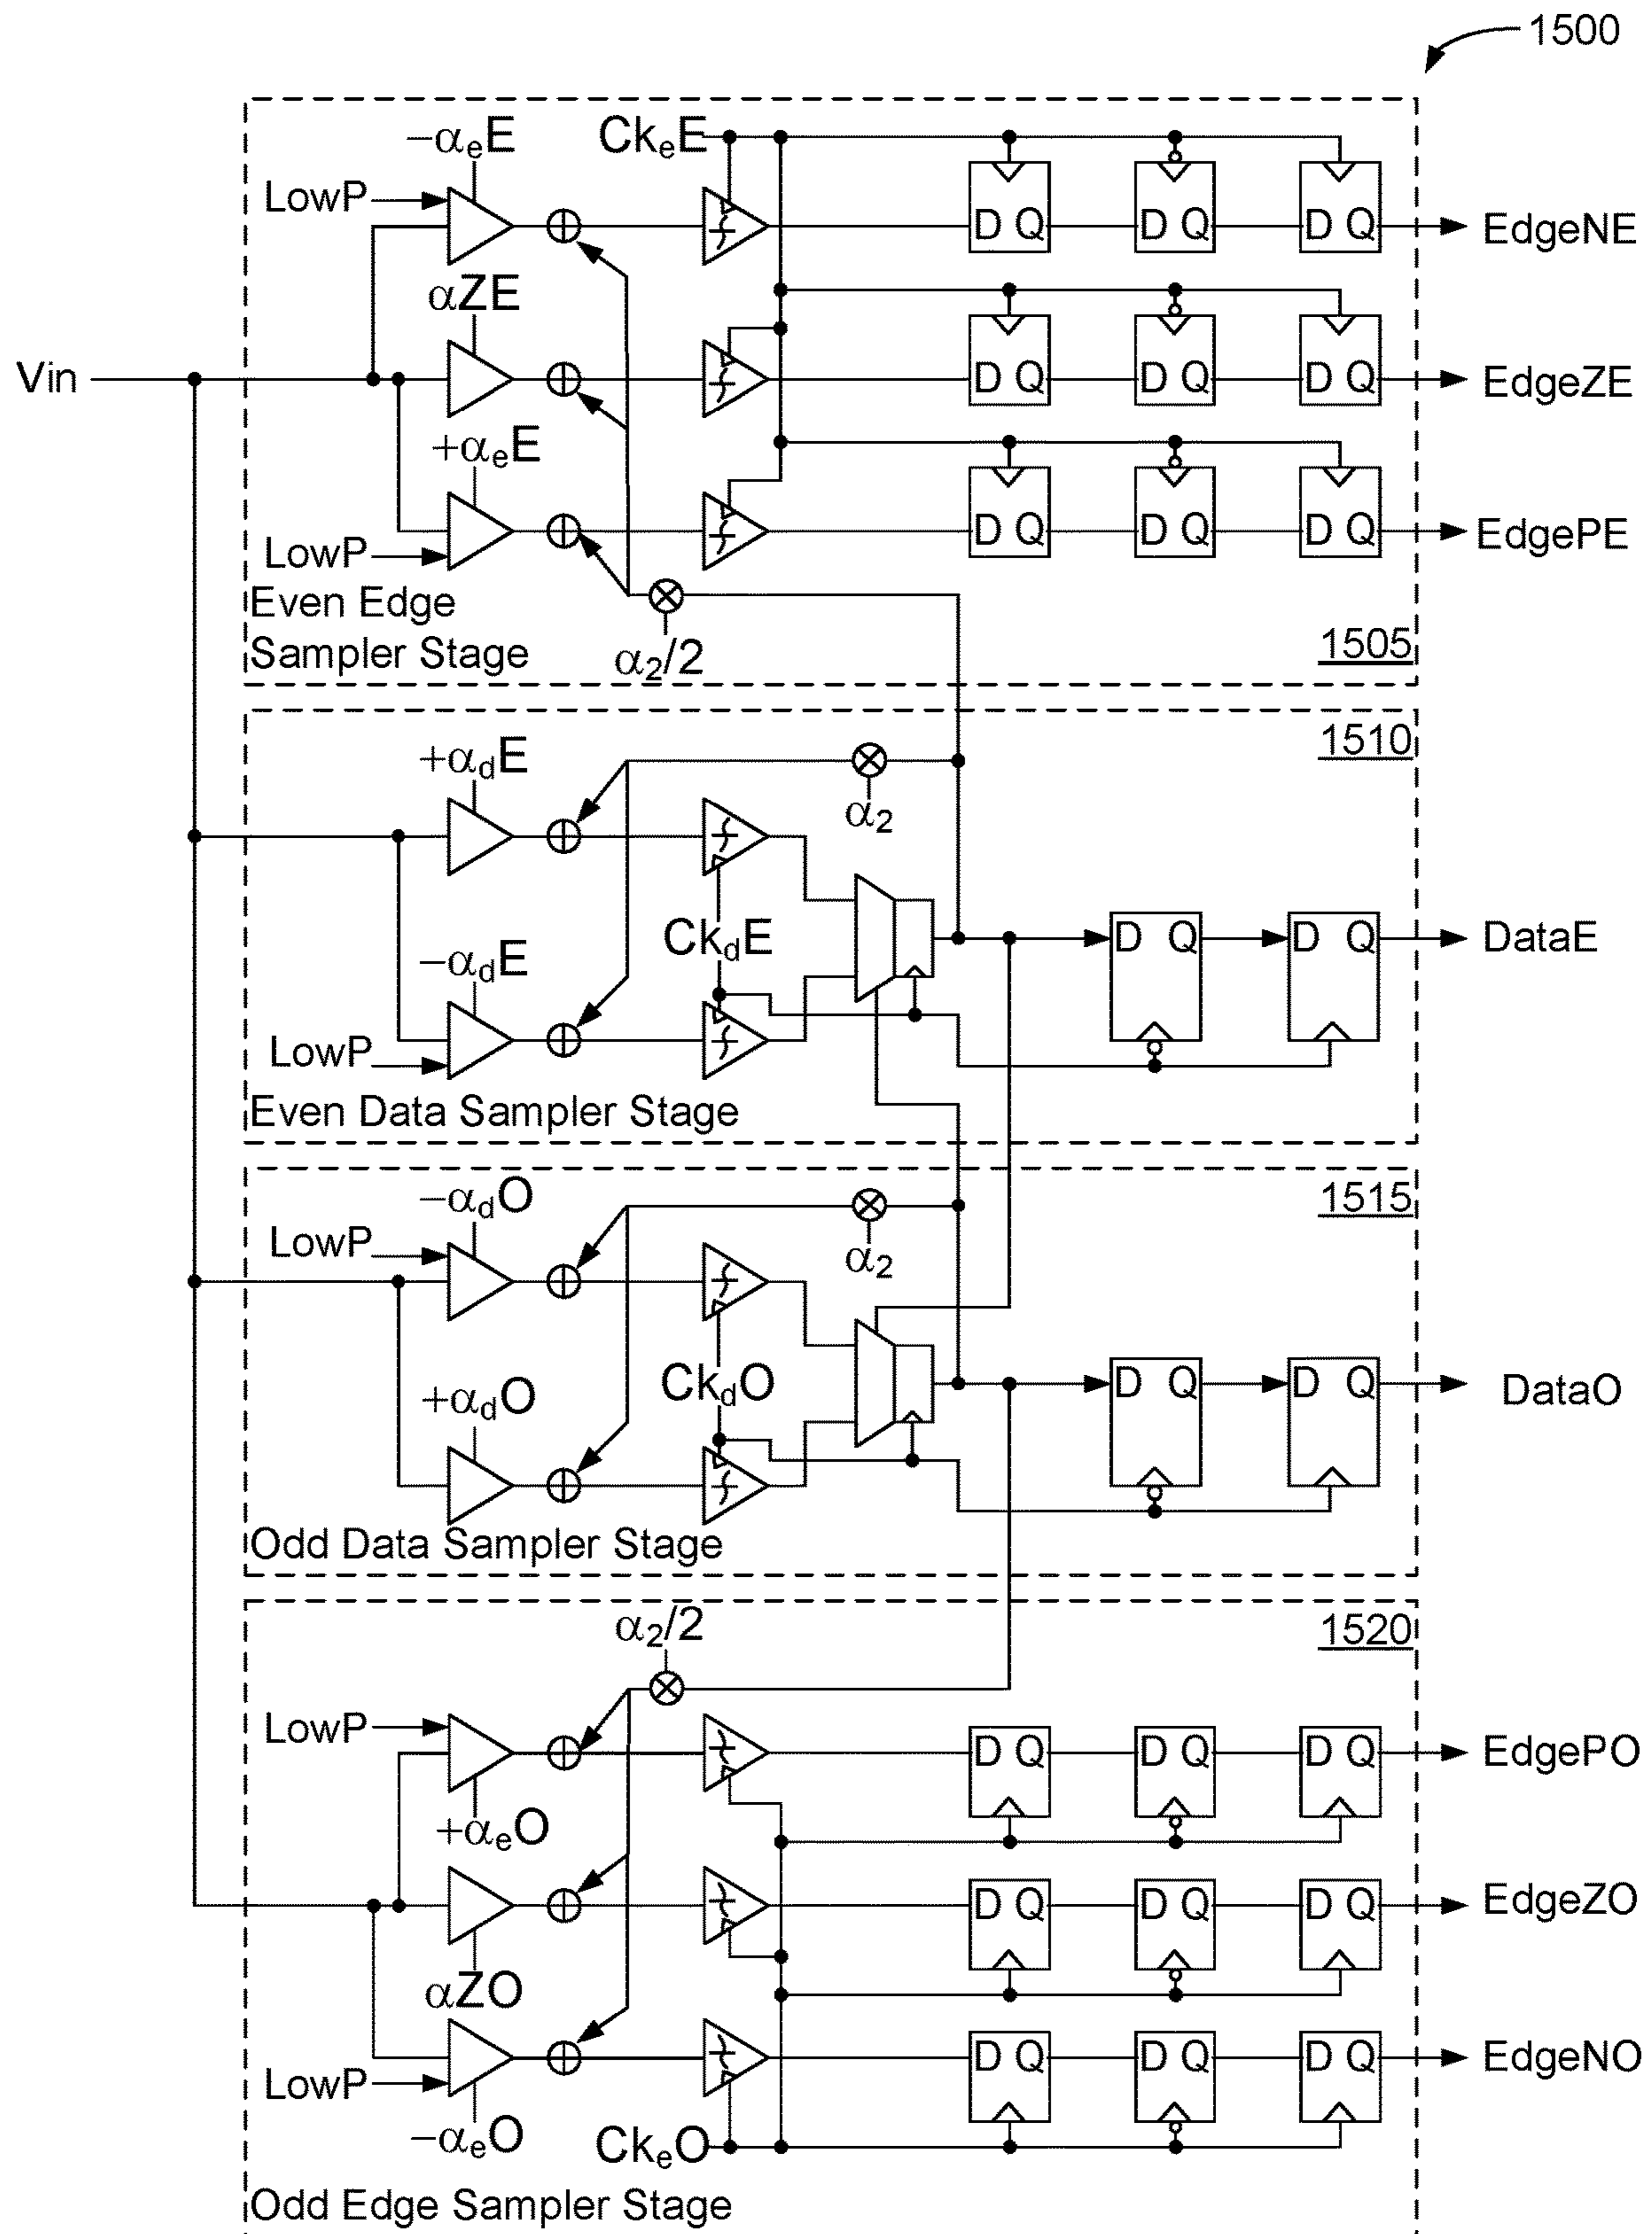 1500
−αeE
CkeE
LowP
D Q D Q D Q
EdgeNE
αZE
Vin
D Q D Q D Q
EdgeZE
+αeE
LowP
D Q D Q D Q
EdgePE
Even Edge
Sampler Stage
α2/2
1505
+αdE
1510
α2
CkdE
D Q D Q
DataE
−αdE
LowP
Even Data Sampler Stage
−αdO
1515
LowP
α2
CkdO
D Q D Q
DataO
+αdO
Odd Data Sampler Stage
α2/2
1520
LowP
D Q D Q D Q
EdgePO
+αeO
D Q D Q D Q
EdgeZO
αZO
LowP
D Q D Q D Q
EdgeNO
−αeO
CkeO
Odd Edge Sampler Stage